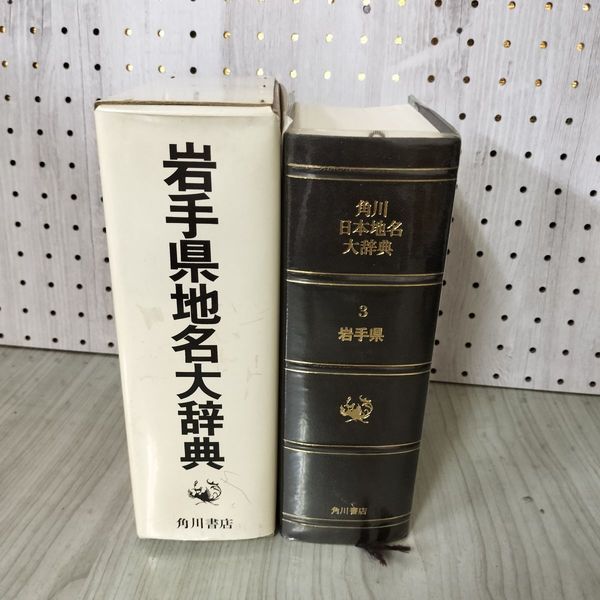 岩手県地名大辞典
角川書店
角川
日本地名
大辞典
3
岩手県
角川書店